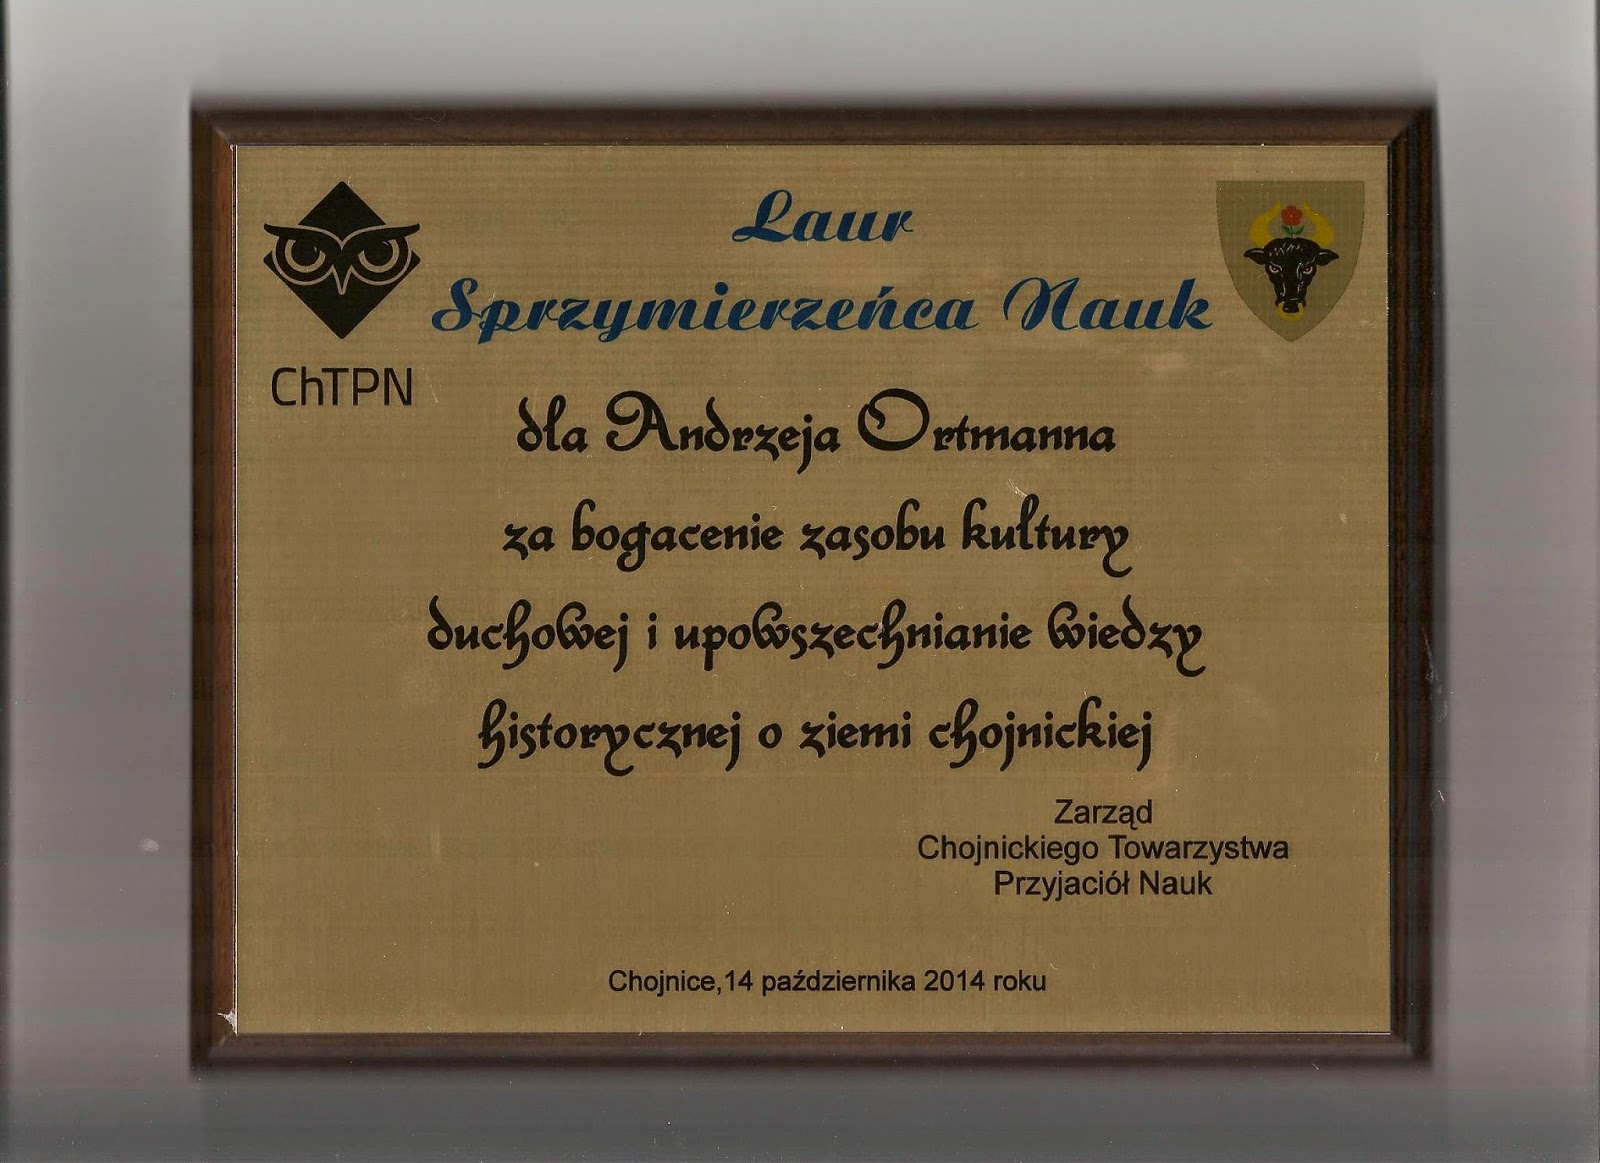 Laur
Sprzymierzeńca Nauk
ChTPN
dla Andrzeja Ortmanna
za bogacenie zasobu kultury
duchowej i upowszechnianie wiedzy
historycznej o ziemi chojnickiej
Zarząd
Chojnickiego Towarzystwa
Przyjaciół Nauk
Chojnice,14 października 2014 roku